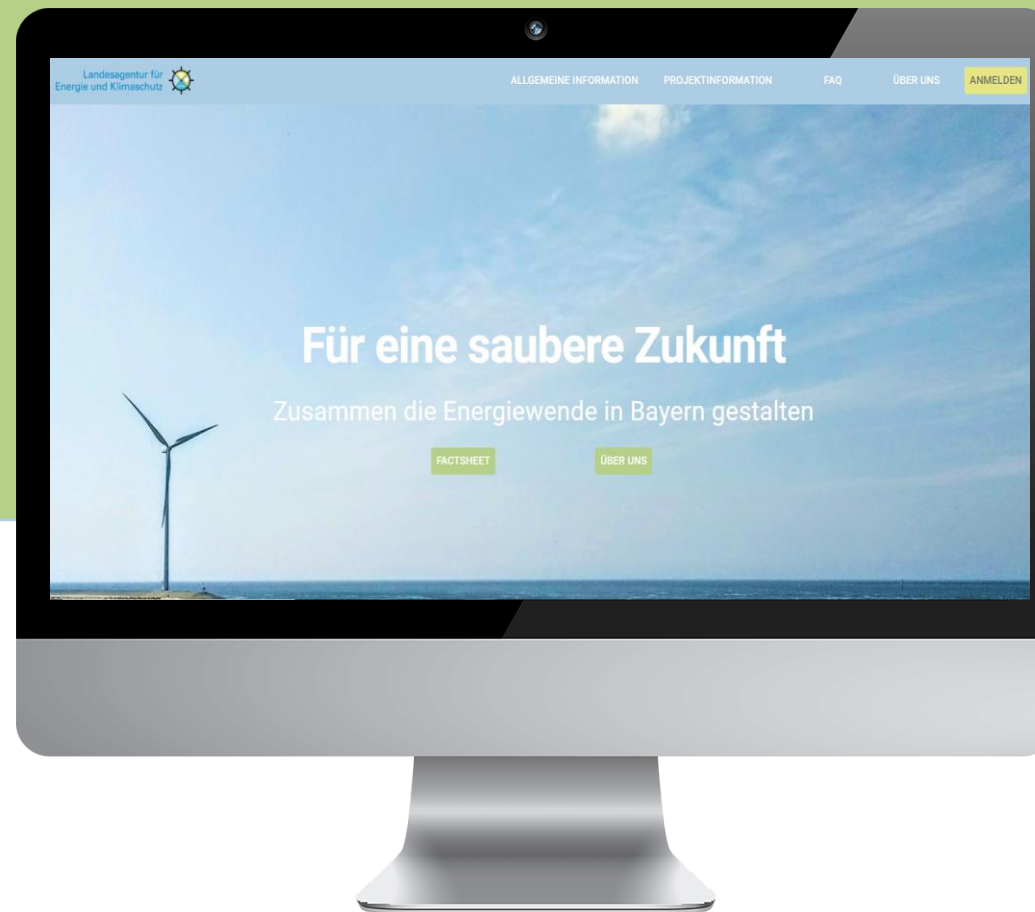 Landesagentur für
Energie und Klimaschutz
ALLGEMEINE INFORMATION PROJEKTINFORMATION FAQ ÜBER UNS ANMELDEN
Für eine saubere Zukunft
Zusammen die Energiewende in Bayern gestalten
FACTSHEET ÜBER UNS